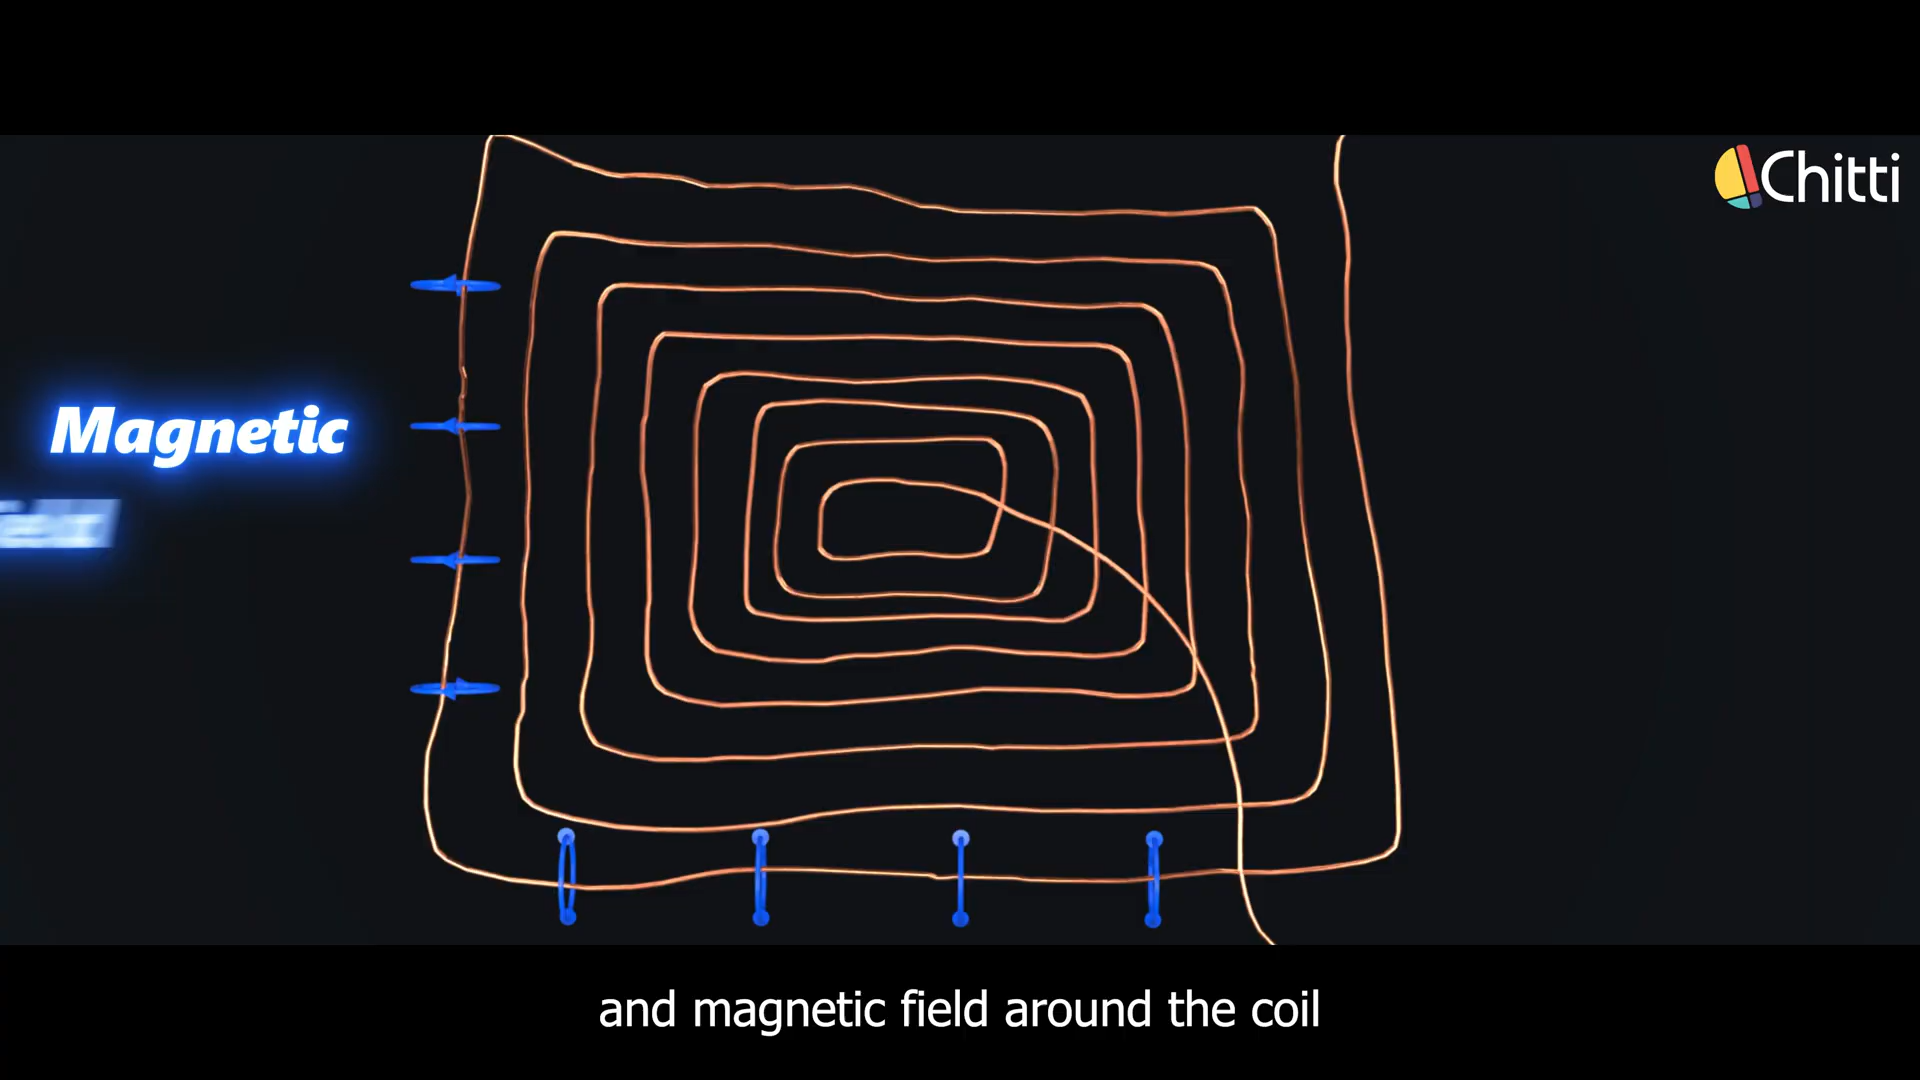 Chitti
Magnetic
and magnetic field around the coil